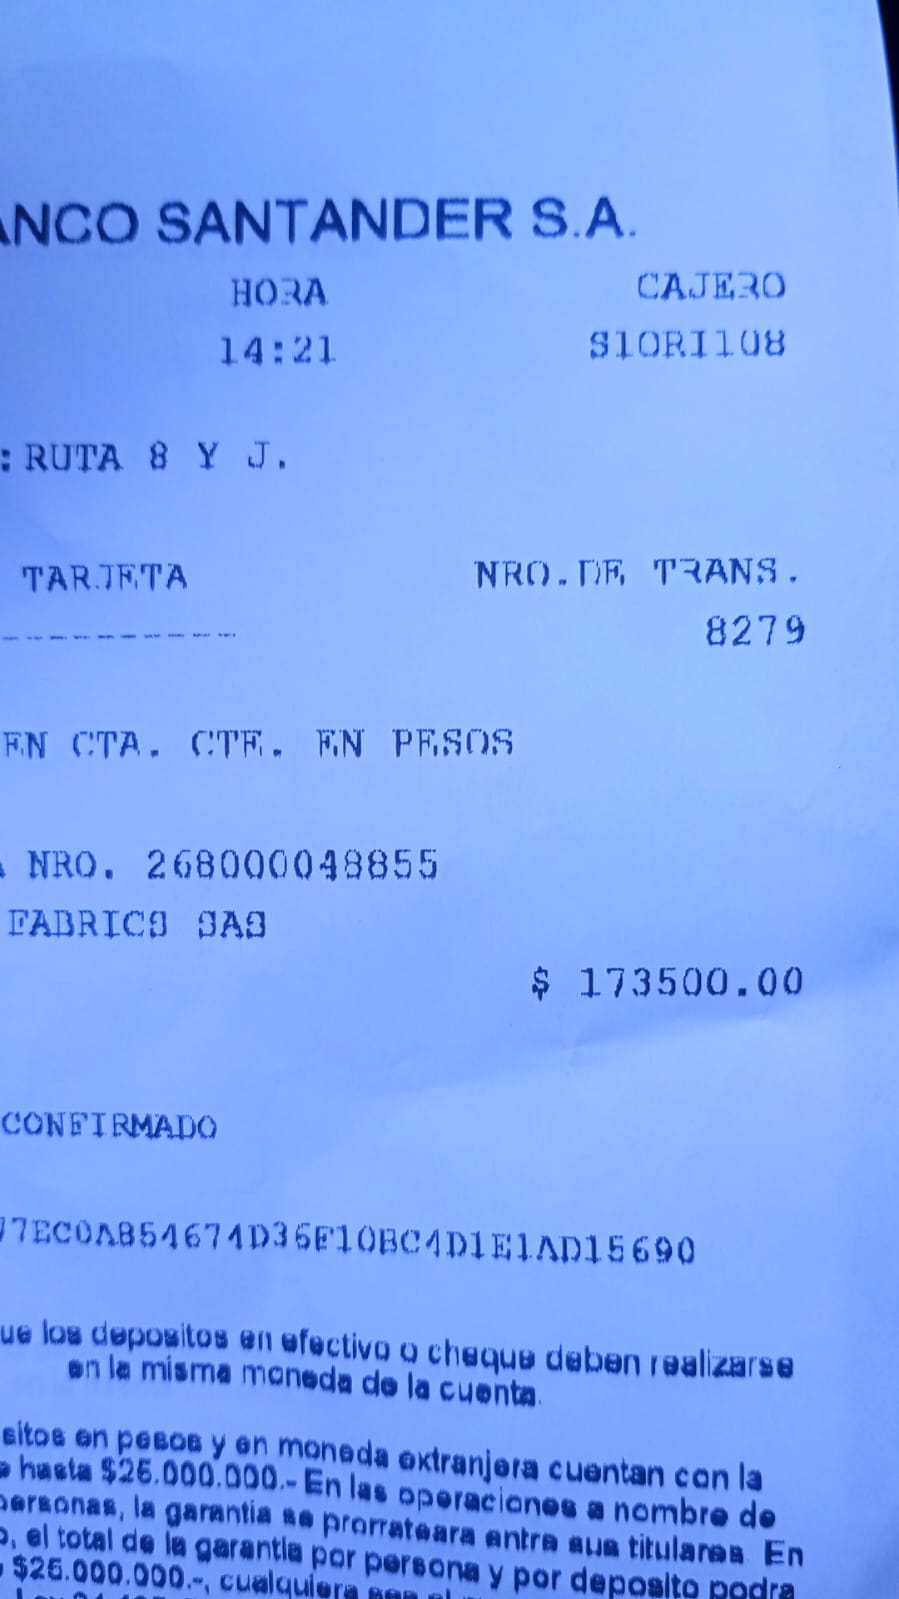 ANCO SANTANDER S.A.
HORA CAJERO
14:21 S1ORI108
: RUTA 8 Y J.
TARJETA NRO.DE TRANS.
------------ 8279
EN CTA. CTE. EN PESOS
NRO. 268000048855
FABRICS SAS
$ 173500.00
CONFIRMADO
77EC0A854674D36F10BC4D1E1AD15690
ue los depositos en efectivo o cheque deben realizarse
en la misma moneda de la cuenta.
sitos en pesos y en moneda extranjera cuentan con la
hasta $25.000.000.- En las operaciones a nombre de
personas, la garantia se prorrateara entre sus titulares. En
o, el total de la garantia por persona y por deposito podra
$25.000.000.-, cualquiera sea el